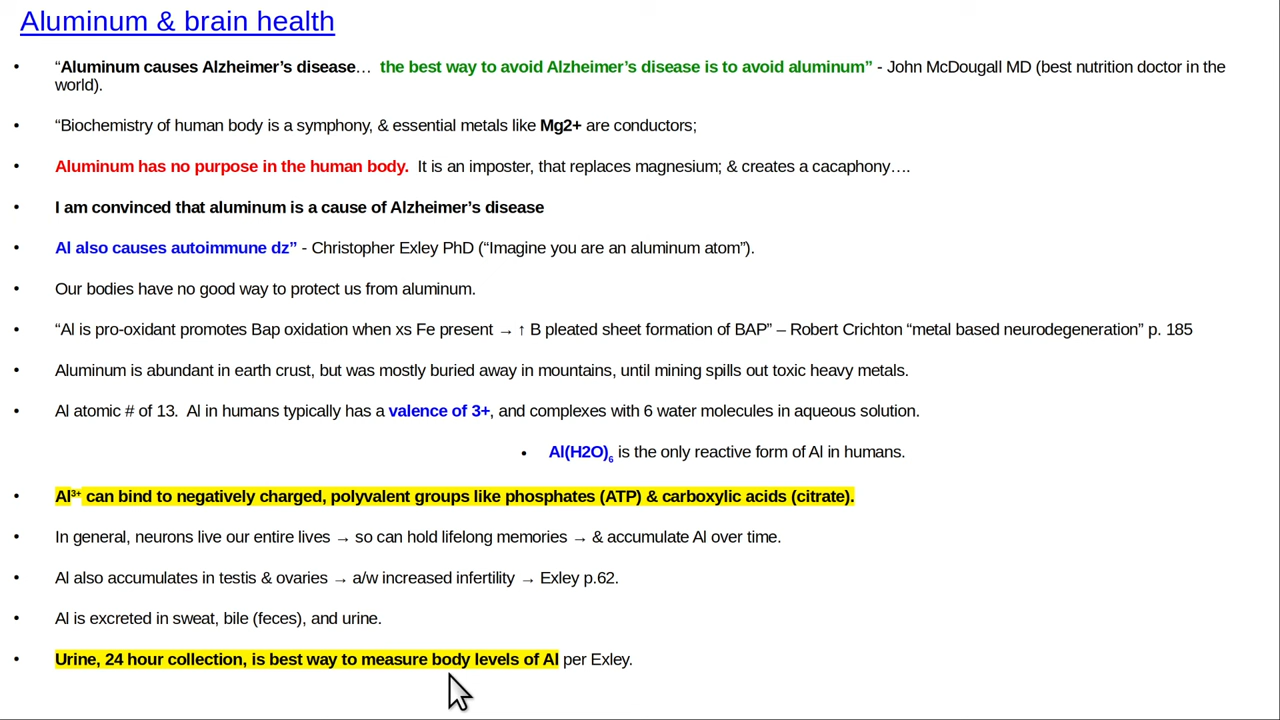 Aluminum & brain health
• “Aluminum causes Alzheimer’s disease… the best way to avoid Alzheimer’s disease is to avoid aluminum” - John McDougall MD (best nutrition doctor in the
world).
• “Biochemistry of human body is a symphony, & essential metals like Mg2+ are conductors;
• Aluminum has no purpose in the human body. It is an imposter, that replaces magnesium; & creates a cacaphony….
• I am convinced that aluminum is a cause of Alzheimer’s disease
• Al also causes autoimmune dz” - Christopher Exley PhD (“Imagine you are an aluminum atom”).
• Our bodies have no good way to protect us from aluminum.
• “Al is pro-oxidant promotes Bap oxidation when xs Fe present → ↑ B pleated sheet formation of BAP” – Robert Crichton “metal based neurodegeneration” p. 185
• Aluminum is abundant in earth crust, but was mostly buried away in mountains, until mining spills out toxic heavy metals.
• Al atomic # of 13. Al in humans typically has a valence of 3+, and complexes with 6 water molecules in aqueous solution.
• Al(H2O)₆ is the only reactive form of Al in humans.
• Al³⁺ can bind to negatively charged, polyvalent groups like phosphates (ATP) & carboxylic acids (citrate).
• In general, neurons live our entire lives → so can hold lifelong memories → & accumulate Al over time.
• Al also accumulates in testis & ovaries → a/w increased infertility → Exley p.62.
• Al is excreted in sweat, bile (feces), and urine.
• Urine, 24 hour collection, is best way to measure body levels of Al per Exley.